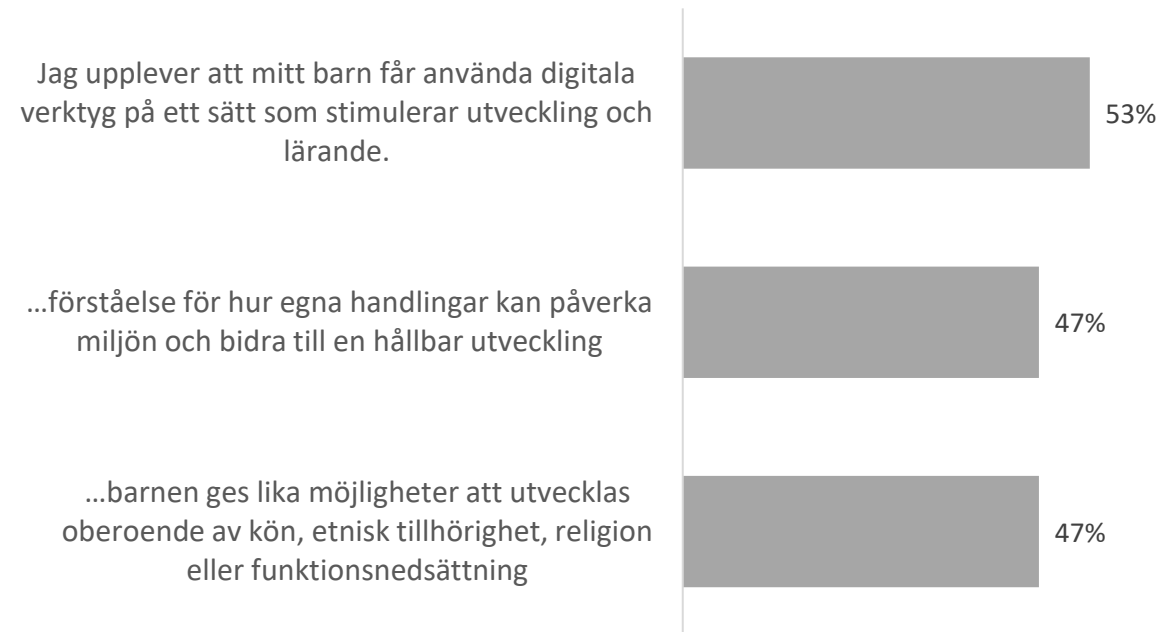 Jag upplever att mitt barn får använda digitala
verktyg på ett sätt som stimulerar utveckling och
lärande.
53%
…förståelse för hur egna handlingar kan påverka
miljön och bidra till en hållbar utveckling
47%
…barnen ges lika möjligheter att utvecklas
oberoende av kön, etnisk tillhörighet, religion
eller funktionsnedsättning
47%